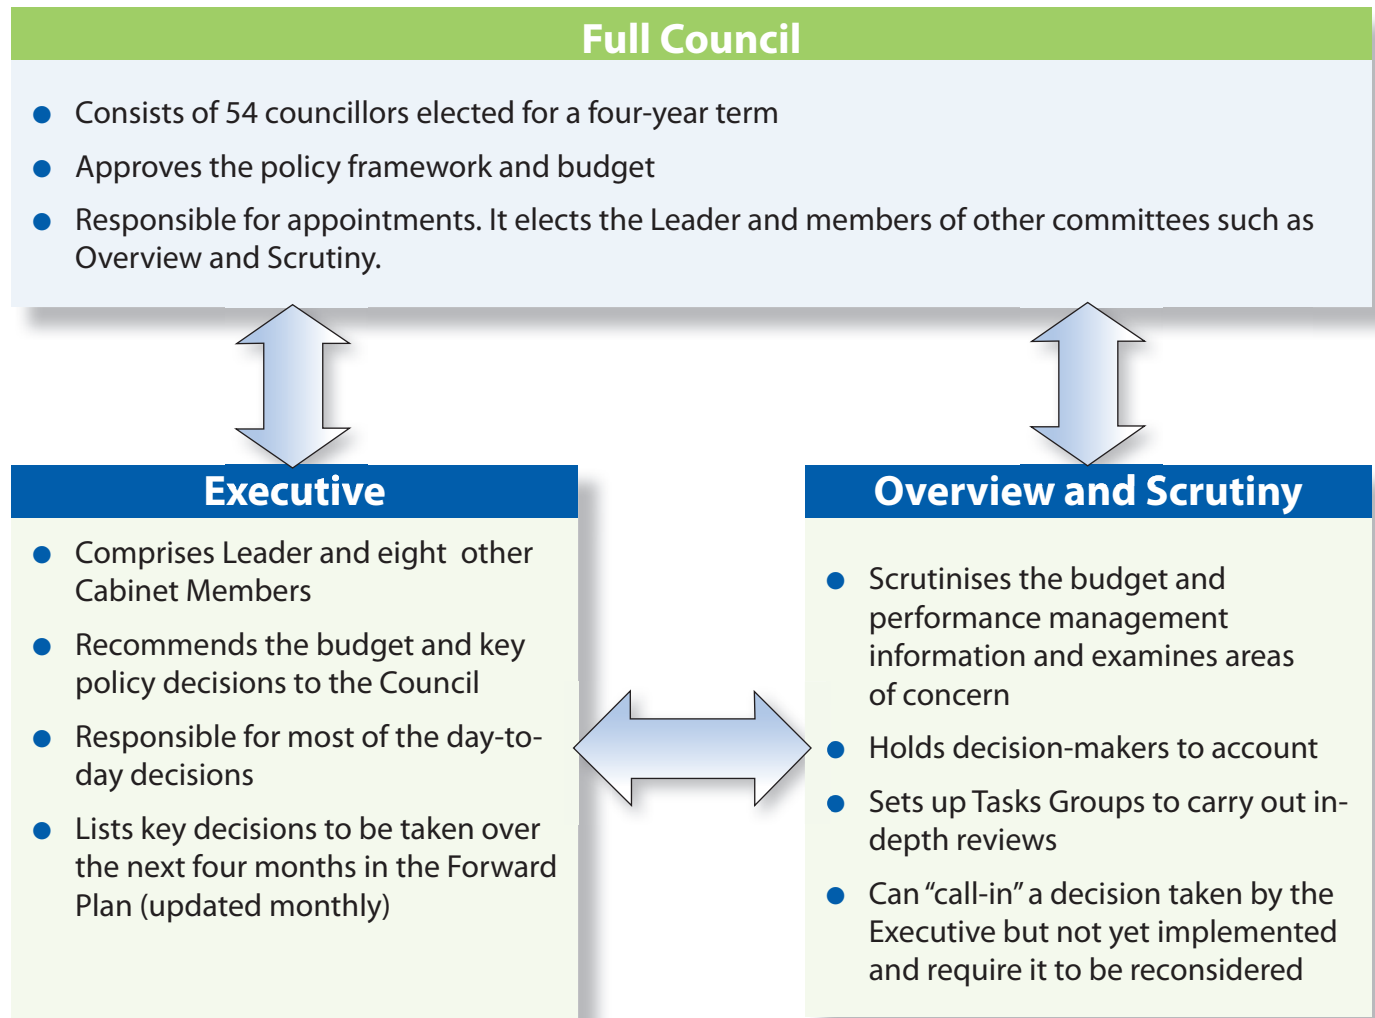 Full Council
● Consists of 54 councillors elected for a four-year term
● Approves the policy framework and budget
● Responsible for appointments. It elects the Leader and members of other committees such as
Overview and Scrutiny.
Executive
● Comprises Leader and eight other
Cabinet Members
● Recommends the budget and key
policy decisions to the Council
● Responsible for most of the day-to-
day decisions
● Lists key decisions to be taken over
the next four months in the Forward
Plan (updated monthly)
Overview and Scrutiny
● Scrutinises the budget and
performance management
information and examines areas
of concern
● Holds decision-makers to account
● Sets up Tasks Groups to carry out in-
depth reviews
● Can “call-in” a decision taken by the
Executive but not yet implemented
and require it to be reconsidered